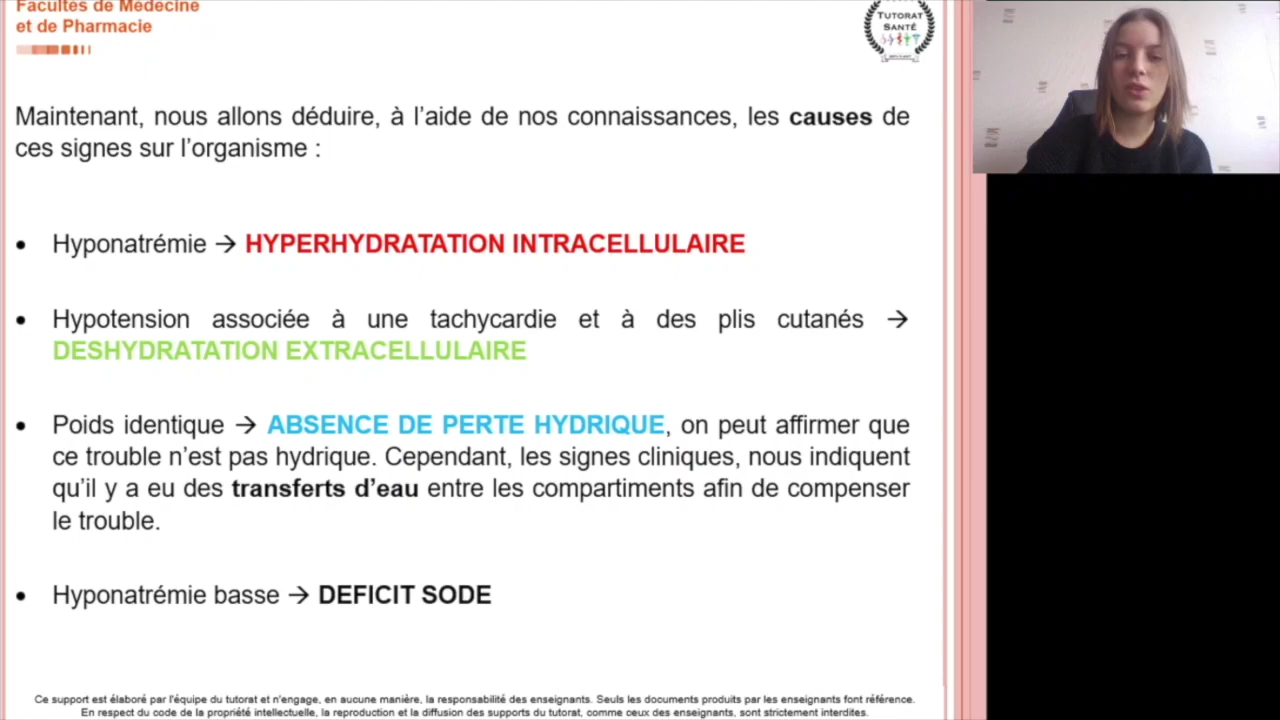 Facultés de Médecine
et de Pharmacie
TUTORAT
SANTÉ
Maintenant, nous allons déduire, à l'aide de nos connaissances, les causes de
ces signes sur l'organisme :
• Hyponatrémie → HYPERHYDRATATION INTRACELLULAIRE
• Hypotension associée à une tachycardie et à des plis cutanés →
DESHYDRATATION EXTRACELLULAIRE
• Poids identique → ABSENCE DE PERTE HYDRIQUE, on peut affirmer que
ce trouble n'est pas hydrique. Cependant, les signes cliniques, nous indiquent
qu'il y a eu des transferts d'eau entre les compartiments afin de compenser
le trouble.
• Hyponatrémie basse → DEFICIT SODE
Ce support est élaboré par l'équipe du tutorat et n'engage, en aucune manière, la responsabilité des enseignants. Seuls les documents produits par les enseignants font référence.
En respect du code de la propriété intellectuelle, la reproduction et la diffusion des supports du tutorat, comme ceux des enseignants, sont strictement interdites.